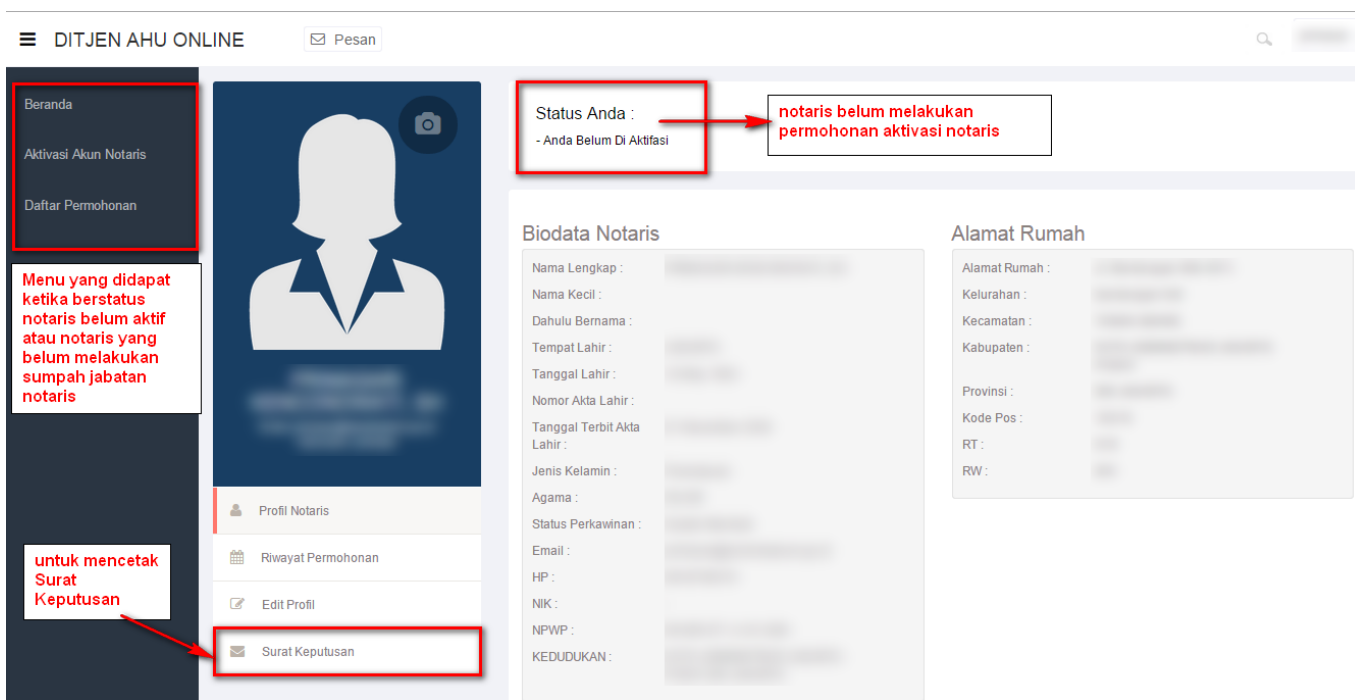 DITJEN AHU ONLINE
Pesan
Beranda
Aktivasi Akun Notaris
Daftar Permohonan
Menu yang didapat
ketika berstatus
notaris belum aktif
atau notaris yang
belum melakukan
sumpah jabatan
notaris
untuk mencetak
Surat
Keputusan
Profil Notaris
Riwayat Permohonan
Edit Profil
Surat Keputusan
Status Anda :
- Anda Belum Di Aktifasi
notaris belum melakukan
permohonan aktivasi notaris
Biodata Notaris
Nama Lengkap :
Nama Kecil :
Dahulu Bernama :
Tempat Lahir :
Tanggal Lahir :
Nomor Akta Lahir :
Tanggal Terbit Akta
Lahir :
Jenis Kelamin :
Agama :
Status Perkawinan :
Email :
HP :
NIK :
NPWP :
KEDUDUKAN :
Alamat Rumah
Alamat Rumah :
Kelurahan :
Kecamatan :
Kabupaten :
Provinsi :
Kode Pos :
RT :
RW :